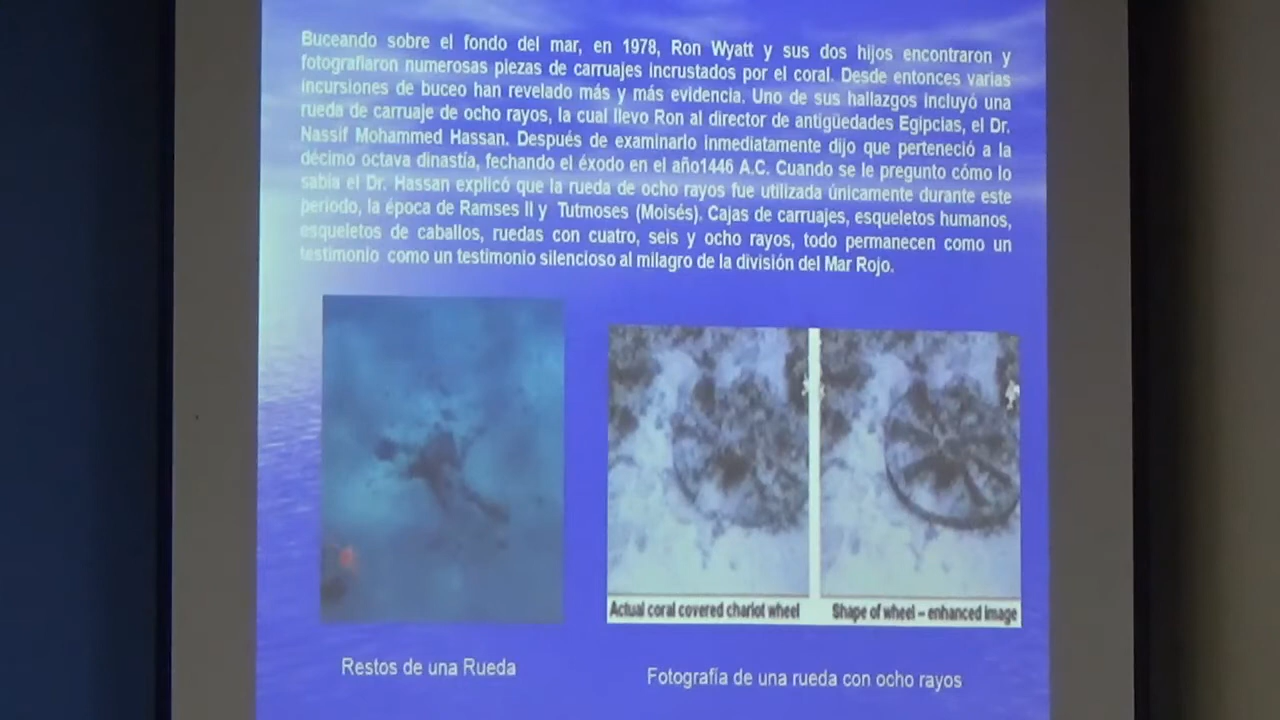 Buceando sobre el fondo del mar, en 1978, Ron Wyatt y sus dos hijos encontraron y
fotografiaron numerosas piezas de carruajes incrustados por el coral. Desde entonces varias
incursiones de buceo han revelado más y más evidencia. Uno de sus hallazgos incluyó una
rueda de carruaje de ocho rayos, la cual llevo Ron al director de antigüedades Egipcias, el Dr.
Nassif Mohammed Hassan. Después de examinarlo inmediatamente dijo que perteneció a la
décimo octava dinastía, fechando el éxodo en el año1446 A.C. Cuando se le pregunto cómo lo
sabía el Dr. Hassan explicó que la rueda de ocho rayos fue utilizada únicamente durante este
periodo, la época de Ramses II y Tutmoses (Moisés). Cajas de carruajes, esqueletos humanos,
esqueletos de caballos, ruedas con cuatro, seis y ocho rayos, todo permanecen como un
testimonio como un testimonio silencioso al milagro de la división del Mar Rojo.
Actual coral covered chariot wheel
Shape of wheel – enhanced image
Restos de una Rueda
Fotografía de una rueda con ocho rayos